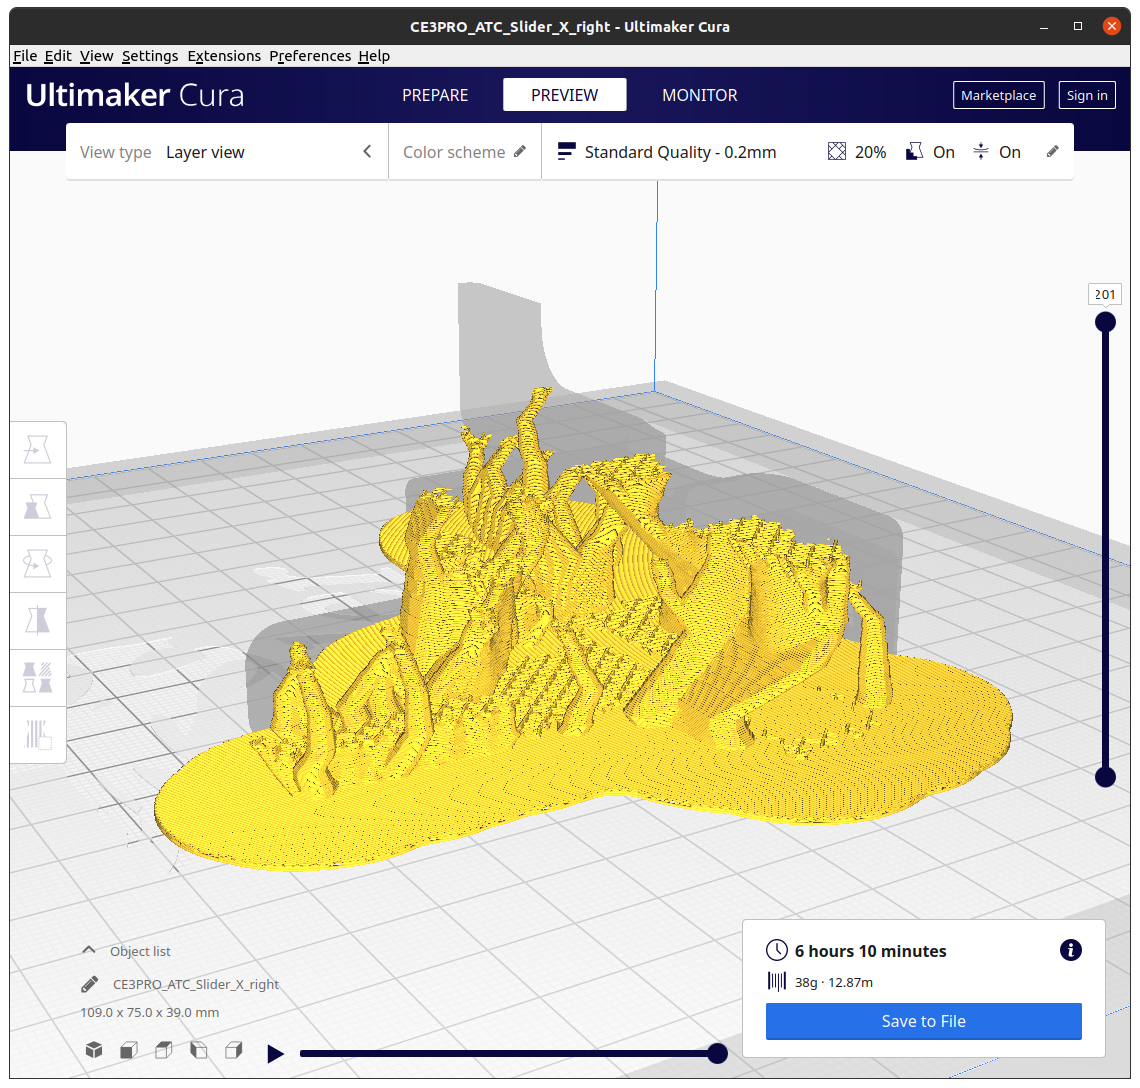 CE3PRO_ATC_Slider_X_right - Ultimaker Cura
File Edit View Settings Extensions Preferences Help
Ultimaker Cura
PREPARE PREVIEW MONITOR
Marketplace Sign in
View type Layer view
Color scheme
Standard Quality - 0.2mm
20% On On
201
Object list
CE3PRO_ATC_Slider_X_right
109.0 x 75.0 x 39.0 mm
6 hours 10 minutes
38g · 12.87m
Save to File